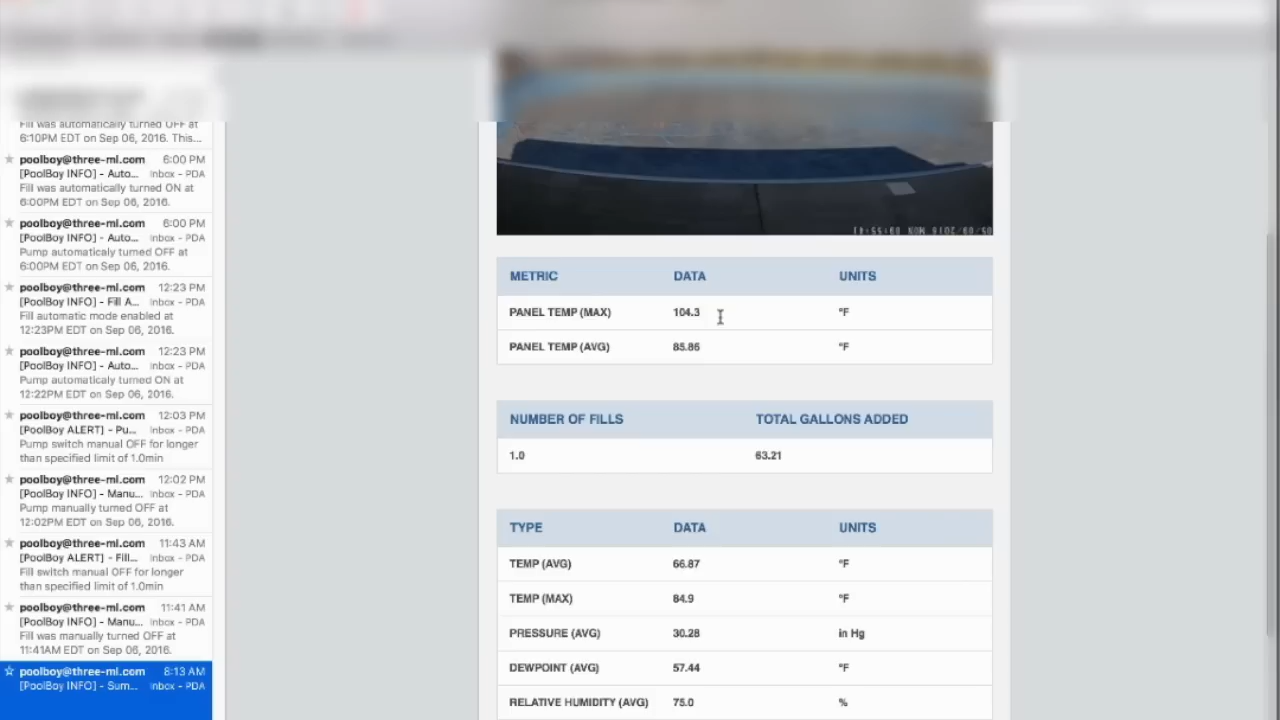 Fill was automatically turned OFF at
6:10PM EDT on Sep 06, 2016. This...
poolboy@three-ml.com 6:00 PM
[PoolBoy INFO] - Auto... Inbox - PDA
Fill was automatically turned ON at
6:00PM EDT on Sep 06, 2016.
poolboy@three-ml.com 6:00 PM
[PoolBoy INFO] - Auto... Inbox - PDA
Pump automaticaly turned OFF at
6:00PM EDT on Sep 06, 2016.
poolboy@three-ml.com 12:23 PM
[PoolBoy INFO] - Fill A... Inbox - PDA
Fill automatic mode enabled at
12:23PM EDT on Sep 06, 2016.
poolboy@three-ml.com 12:23 PM
[PoolBoy INFO] - Auto... Inbox - PDA
Pump automaticaly turned ON at
12:22PM EDT on Sep 06, 2016.
poolboy@three-ml.com 12:03 PM
[PoolBoy ALERT] - Pu... Inbox - PDA
Pump switch manual OFF for longer
than specified limit of 1.0min
poolboy@three-ml.com 12:02 PM
[PoolBoy INFO] - Manu... Inbox - PDA
Pump manually turned OFF at
12:02PM EDT on Sep 06, 2016.
poolboy@three-ml.com 11:43 AM
[PoolBoy ALERT] - Fill... Inbox - PDA
Fill switch manual OFF for longer
than specified limit of 1.0min
poolboy@three-ml.com 11:41 AM
[PoolBoy INFO] - Manu... Inbox - PDA
Fill was manually turned OFF at
11:41AM EDT on Sep 06, 2016.
poolboy@three-ml.com 8:13 AM
[PoolBoy INFO] - Sum... Inbox - PDA
METRIC DATA UNITS
PANEL TEMP (MAX) 104.3 °F
PANEL TEMP (AVG) 85.86 °F
NUMBER OF FILLS TOTAL GALLONS ADDED
1.0 63.21
TYPE DATA UNITS
TEMP (AVG) 66.87 °F
TEMP (MAX) 84.9 °F
PRESSURE (AVG) 30.28 in Hg
DEWPOINT (AVG) 57.44 °F
RELATIVE HUMIDITY (AVG) 75.0 %